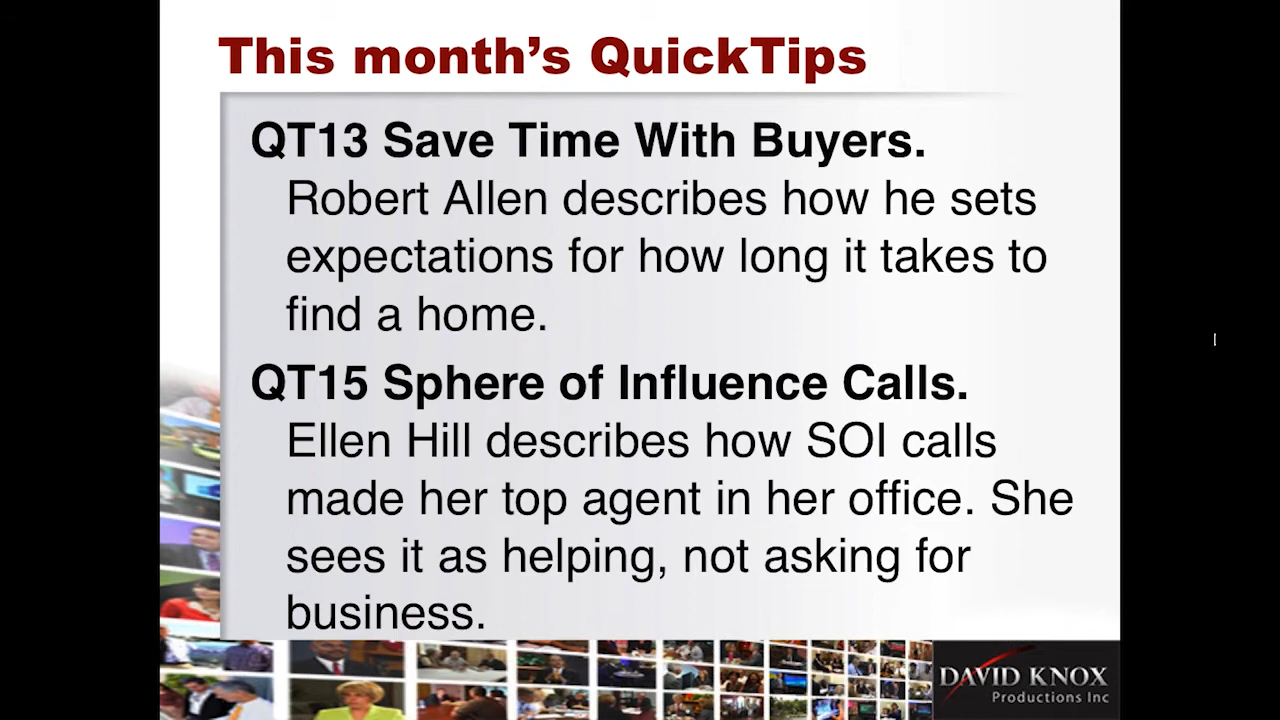 This month’s QuickTips
QT13 Save Time With Buyers.
Robert Allen describes how he sets
expectations for how long it takes to
find a home.
QT15 Sphere of Influence Calls.
Ellen Hill describes how SOI calls
made her top agent in her office. She
sees it as helping, not asking for
business.
DAVID KNOX
Productions Inc